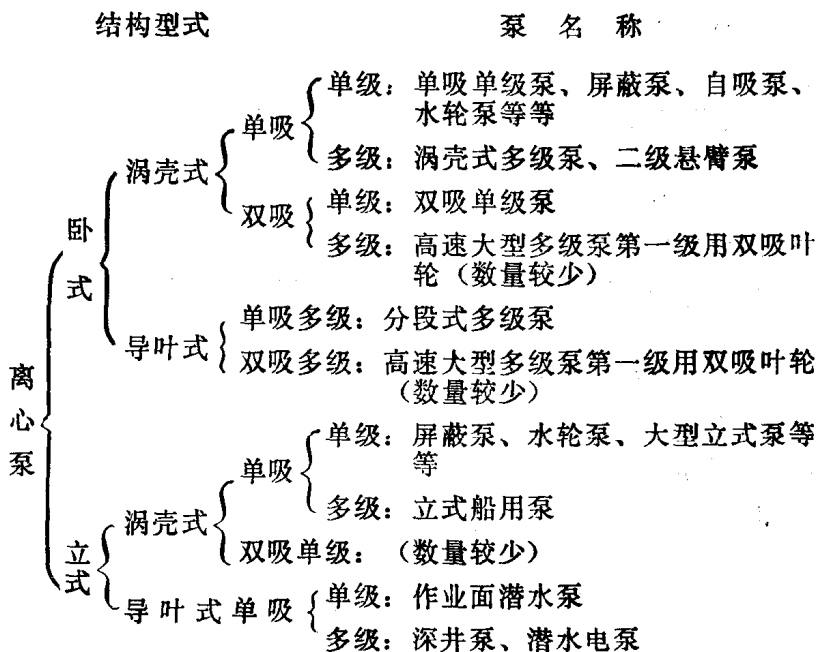 结构型式 泵名称
单级：单吸单级泵、屏蔽泵、自吸泵、
水轮泵等等
单吸
多级：涡壳式多级泵、二级悬臂泵
涡壳式
单级：双吸单级泵
双吸
多级：高速大型多级泵第一级用双吸叶
轮（数量较少）
卧式
单吸多级：分段式多级泵
导叶式
双吸多级：高速大型多级泵第一级用双吸叶轮
（数量较少）
离心泵
单级：屏蔽泵、水轮泵、大型立式泵等
等
单吸
多级：立式船用泵
涡壳式
双吸单级：（数量较少）
立式
单级：作业面潜水泵
导叶式单吸
多级：深井泵、潜水电泵